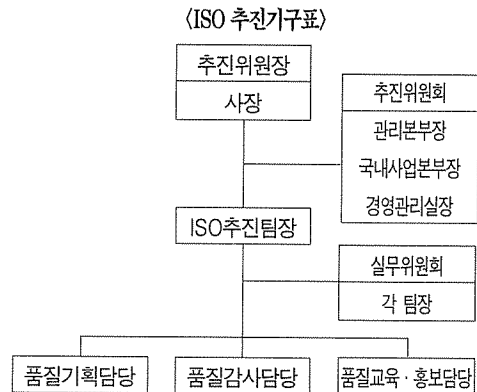 〈ISO 추진기구표〉
추진위원장
사장
추진위원회
관리본부장
국내사업본부장
경영관리실장
ISO추진팀장
실무위원회
각 팀장
품질기획담당
품질감사담당
품질교육 · 홍보담당